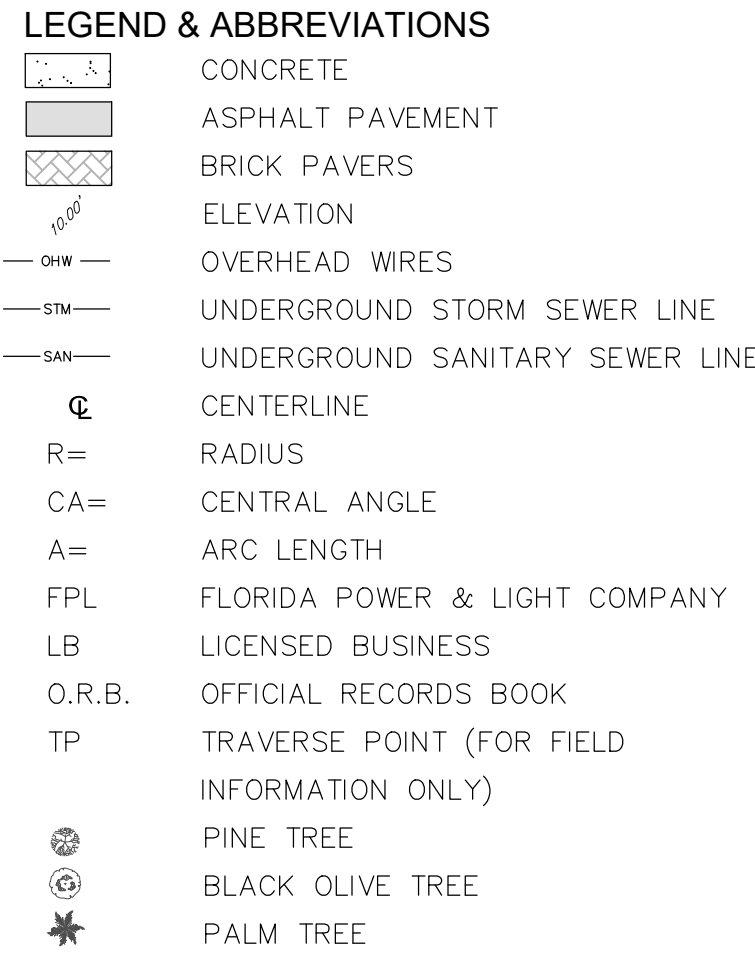 LEGEND & ABBREVIATIONS
CONCRETE
ASPHALT PAVEMENT
BRICK PAVERS
10.00' ELEVATION
OHW OVERHEAD WIRES
STM UNDERGROUND STORM SEWER LINE
SAN UNDERGROUND SANITARY SEWER LINE
℄ CENTERLINE
R= RADIUS
CA= CENTRAL ANGLE
A= ARC LENGTH
FPL FLORIDA POWER & LIGHT COMPANY
LB LICENSED BUSINESS
O.R.B. OFFICIAL RECORDS BOOK
TP TRAVERSE POINT (FOR FIELD
INFORMATION ONLY)
PINE TREE
BLACK OLIVE TREE
PALM TREE